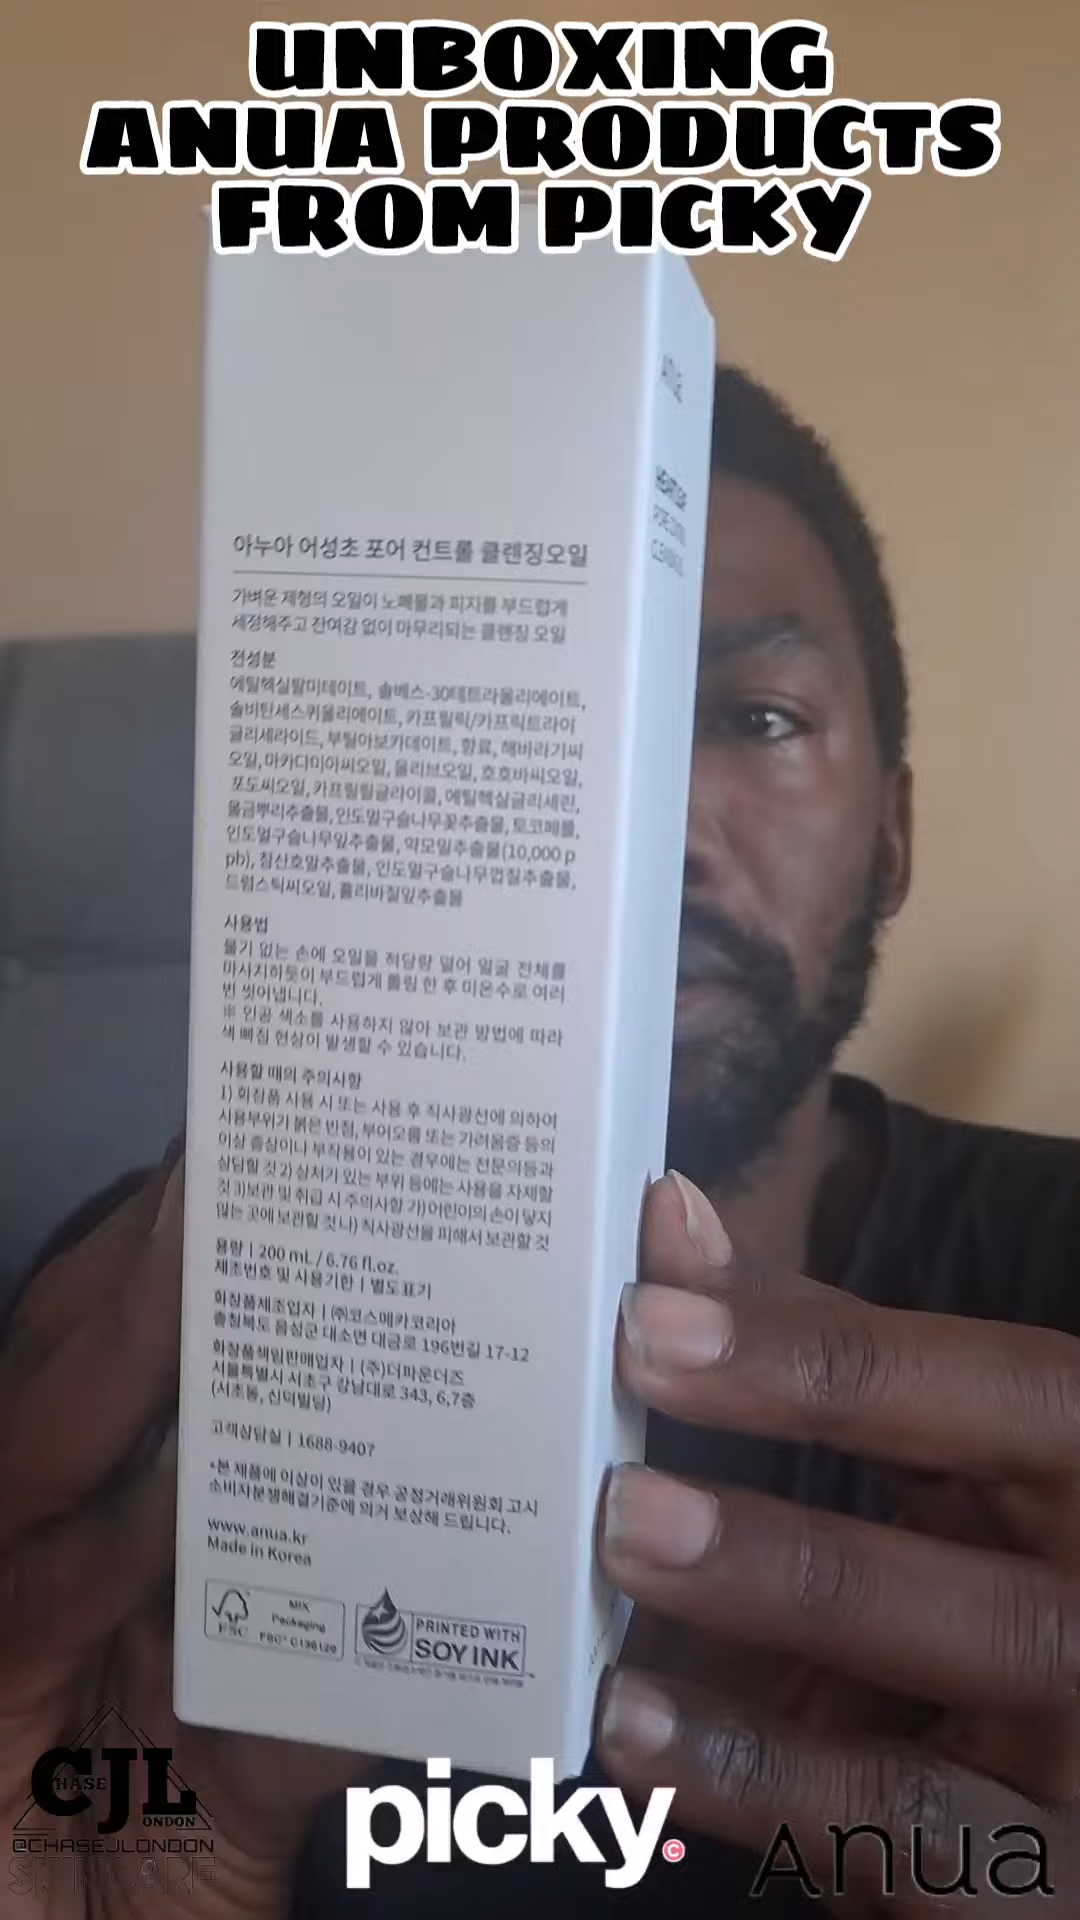 UNBOXING
ANUA PRODUCTS
FROM PICKY
아누아 어성초 포어 컨트롤 클렌징오일
가벼운 제형의 오일이 노폐물과 피지를 부드럽게
세정해주고 잔여감 없이 마무리되는 클렌징 오일
전성분
에틸헥실팔미테이트, 솔베스-30테트라올리에이트,
솔비탄세스퀴올리에이트, 카프릴릭/카프릭트라이
글리세라이드, 부틸아보카데이트, 향료, 해바라기씨
오일, 마카다미아씨오일, 올리브오일, 호호바씨오일,
포도씨오일, 카프릴릴글라이콜, 에틸헥실글리세린,
울금뿌리추출물, 인도멀구슬나무꽃추출물, 토코페롤,
인도멀구슬나무잎추출물, 약모밀추출물(10,000 p
pb), 참산호말추출물, 인도멀구슬나무껍질추출물,
드럼스틱씨오일, 홀리바질잎추출물
사용법
물기 없는 손에 오일을 적당량 덜어 얼굴 전체를
마사지하듯이 부드럽게 롤링 한 후 미온수로 여러
번 씻어냅니다.
※ 인공 색소를 사용하지 않아 보관 방법에 따라
색 빠짐 현상이 발생할 수 있습니다.
사용할 때의 주의사항
1) 화장품 사용 시 또는 사용 후 직사광선에 의하여
사용부위가 붉은 반점, 부어오름 또는 가려움증 등의
이상 증상이나 부작용이 있는 경우에는 전문의등과
상담할 것 2) 상처가 있는 부위 등에는 사용을 자제할
것 3)보관 및 취급 시 주의사항 가)어린이의 손이 닿지
않는 곳에 보관할 것 나) 직사광선을 피해서 보관할 것
용량 | 200 mL / 6.76 fl.oz.
제조번호 및 사용기한 | 별도표기
화장품제조업자 | (주)코스메카코리아
충청북도 음성군 대소면 대금로 196번길 17-12
화장품책임판매업자 | (주)더파운더즈
서울특별시 서초구 강남대로 343, 6,7층
(서초동, 신덕빌딩)
고객상담실 | 1688-9407
*본 제품에 이상이 있을 경우 공정거래위원회 고시
소비자분쟁해결기준에 의거 보상해 드립니다.
www.anua.kr
Made in Korea
FSC
MIX
Packaging
FSC® C136129
PRINTED WITH
SOY INK
ANUA
HEARTLEAF
PORE CONTROL
CHASE JLONDON
@CHASEJLONDON
SKINCARE
picky
Anua